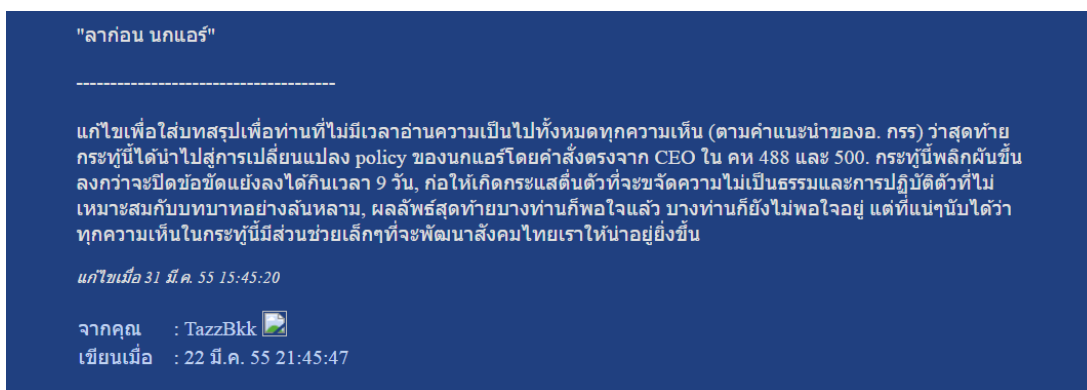 "ลาก่อน นกแอร์"
--------------------------------------
แก้ไขเพื่อใส่บทสรุปเพื่อท่านที่ไม่มีเวลาอ่านความเป็นไปทั้งหมดทุกความเห็น (ตามคำแนะนำของอ. กรร) ว่าสุดท้าย
กระทู้นี้ได้นำไปสู่การเปลี่ยนแปลง policy ของนกแอร์โดยคำสั่งตรงจาก CEO ใน คห 488 และ 500. กระทู้นี้พลิกผันขึ้น
ลงกว่าจะปิดข้อขัดแย้งลงได้กินเวลา 9 วัน, ก่อให้เกิดกระแสตื่นตัวที่จะขจัดความไม่เป็นธรรมและการปฏิบัติตัวที่ไม่
เหมาะสมกับบทบาทอย่างล้นหลาม, ผลลัพธ์สุดท้ายบางท่านก็พอใจแล้ว บางท่านก็ยังไม่พอใจอยู่ แต่ที่แน่ๆนับได้ว่า
ทุกความเห็นในกระทู้นี้มีส่วนช่วยเล็กๆที่จะพัฒนาสังคมไทยเราให้น่าอยู่ยิ่งขึ้น
แก้ไขเมื่อ 31 มี.ค. 55 15:45:20
จากคุณ : TazzBkk
เขียนเมื่อ : 22 มี.ค. 55 21:45:47